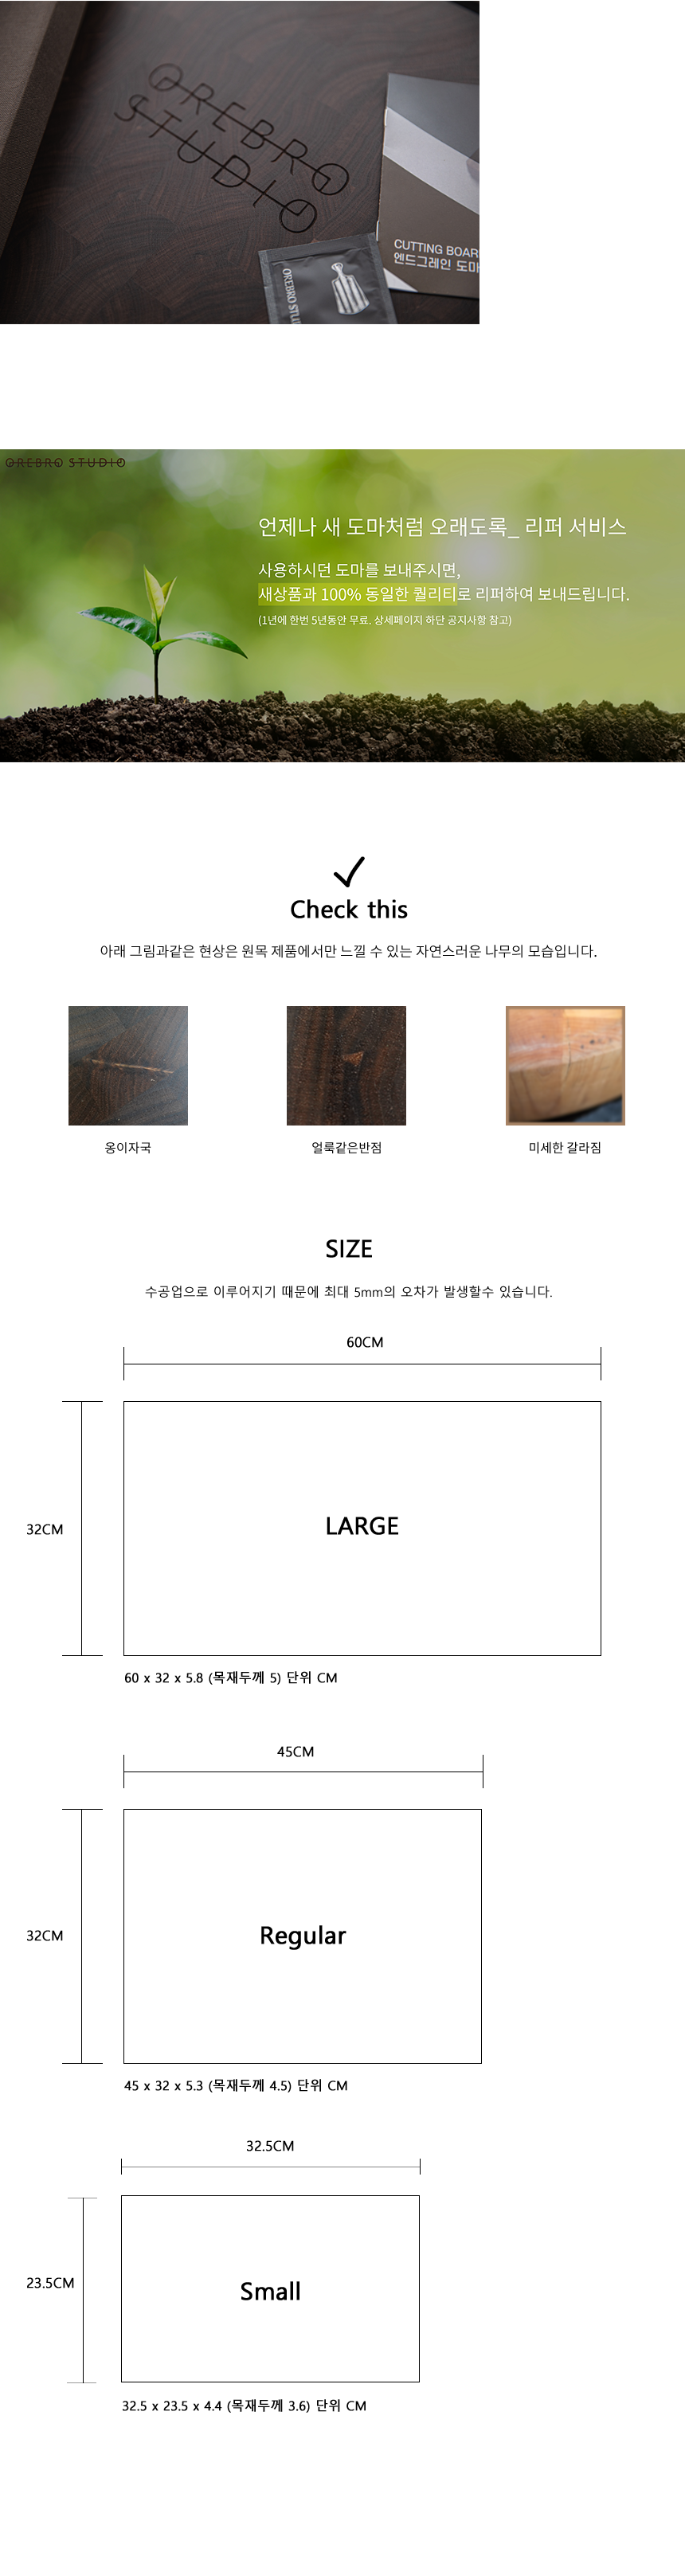 OREBRO
STUDIO
OREBRO STUD
CUTTING BOAR
엔드그레인 도마
OREBRO STUDIO
언제나 새 도마처럼 오래도록_ 리퍼 서비스
사용하시던 도마를 보내주시면,
새상품과 100% 동일한 퀄리티로 리퍼하여 보내드립니다.
(1년에 한번 5년동안 무료. 상세페이지 하단 공지사항 참고)
Check this
아래 그림과같은 현상은 원목 제품에서만 느낄 수 있는 자연스러운 나무의 모습입니다.
옹이자국
얼룩같은반점
미세한 갈라짐
SIZE
수공업으로 이루어지기 때문에 최대 5mm의 오차가 발생할수 있습니다.
60CM
32CM
LARGE
60 x 32 x 5.8 (목재두께 5) 단위 CM
45CM
32CM
Regular
45 x 32 x 5.3 (목재두께 4.5) 단위 CM
32.5CM
23.5CM
Small
32.5 x 23.5 x 4.4 (목재두께 3.6) 단위 CM